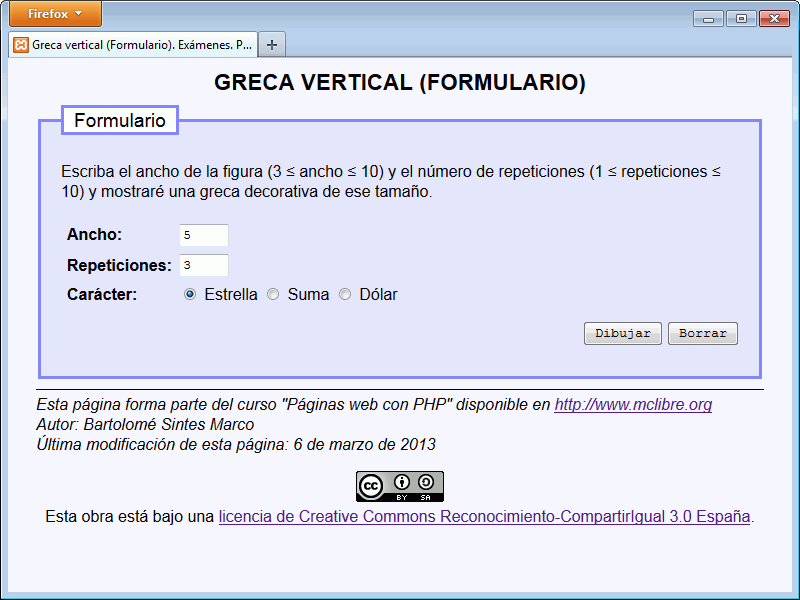 Firefox
Greca vertical (Formulario). Exámenes. P...
GRECA VERTICAL (FORMULARIO)
Formulario
Escriba el ancho de la figura (3 ≤ ancho ≤ 10) y el número de repeticiones (1 ≤ repeticiones ≤
10) y mostraré una greca decorativa de ese tamaño.
Ancho: 5
Repeticiones: 3
Carácter: Estrella Suma Dólar
Dibujar Borrar
Esta página forma parte del curso "Páginas web con PHP" disponible en http://www.mclibre.org
Autor: Bartolomé Sintes Marco
Última modificación de esta página: 6 de marzo de 2013
cc BY SA
Esta obra está bajo una licencia de Creative Commons Reconocimiento-CompartirIgual 3.0 España.